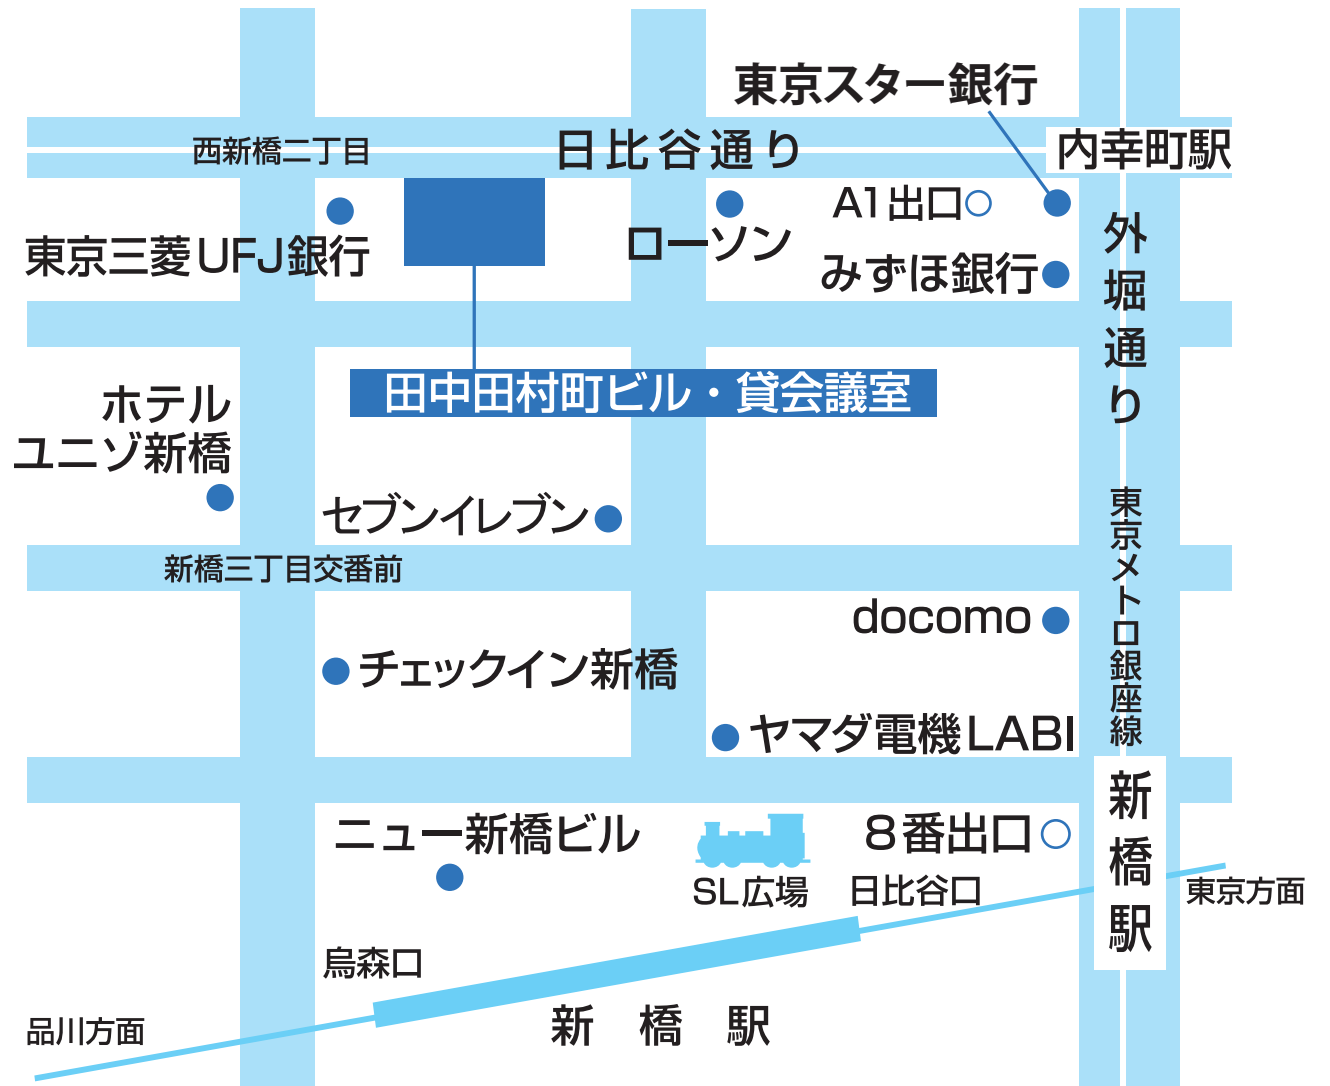 東京スター銀行
西新橋二丁目
日比谷通り
内幸町駅
A1出口
東京三菱UFJ銀行
ローソン
みずほ銀行
外堀通り
田中田村町ビル・貸会議室
ホテル
ユニゾ新橋
セブンイレブン
東京メトロ銀座線
新橋三丁目交番前
docomo
チェックイン新橋
ヤマダ電機LABI
新橋駅
ニュー新橋ビル
8番出口
SL広場
日比谷口
東京方面
烏森口
新橋駅
品川方面